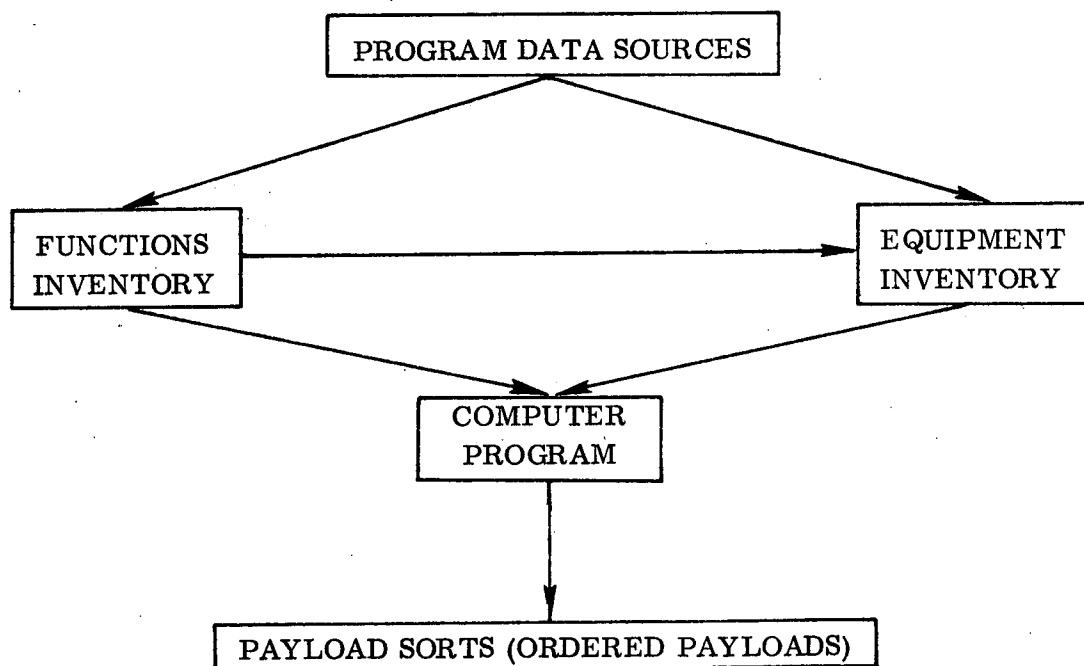 PROGRAM DATA SOURCES
FUNCTIONS
INVENTORY
EQUIPMENT
INVENTORY
COMPUTER
PROGRAM
PAYLOAD SORTS (ORDERED PAYLOADS)